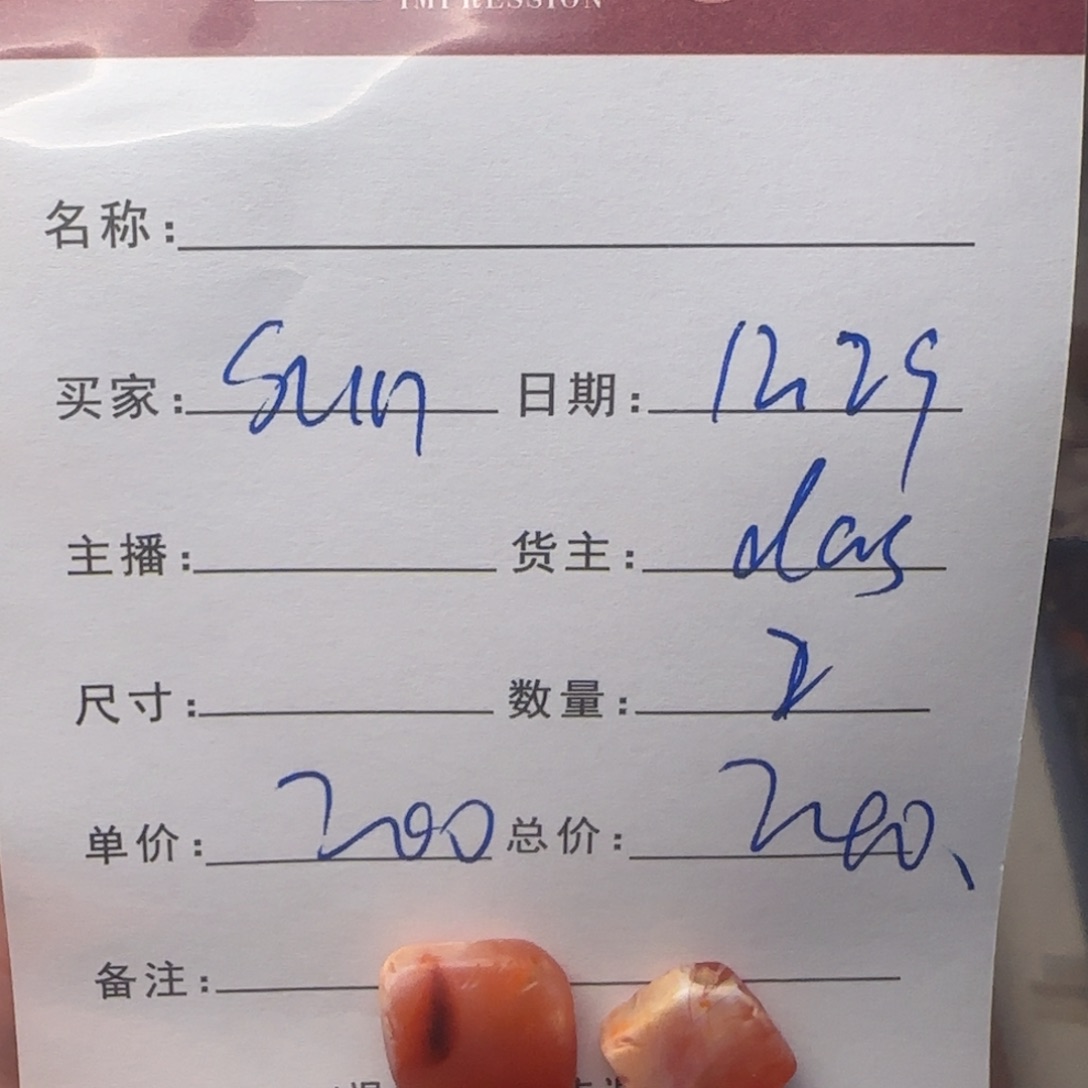 IMPRESSION
名称:
买家: Sun 日期: 12 29
主播: 货主: das
尺寸: 数量: 2
单价: 200 总价: 200
备注: